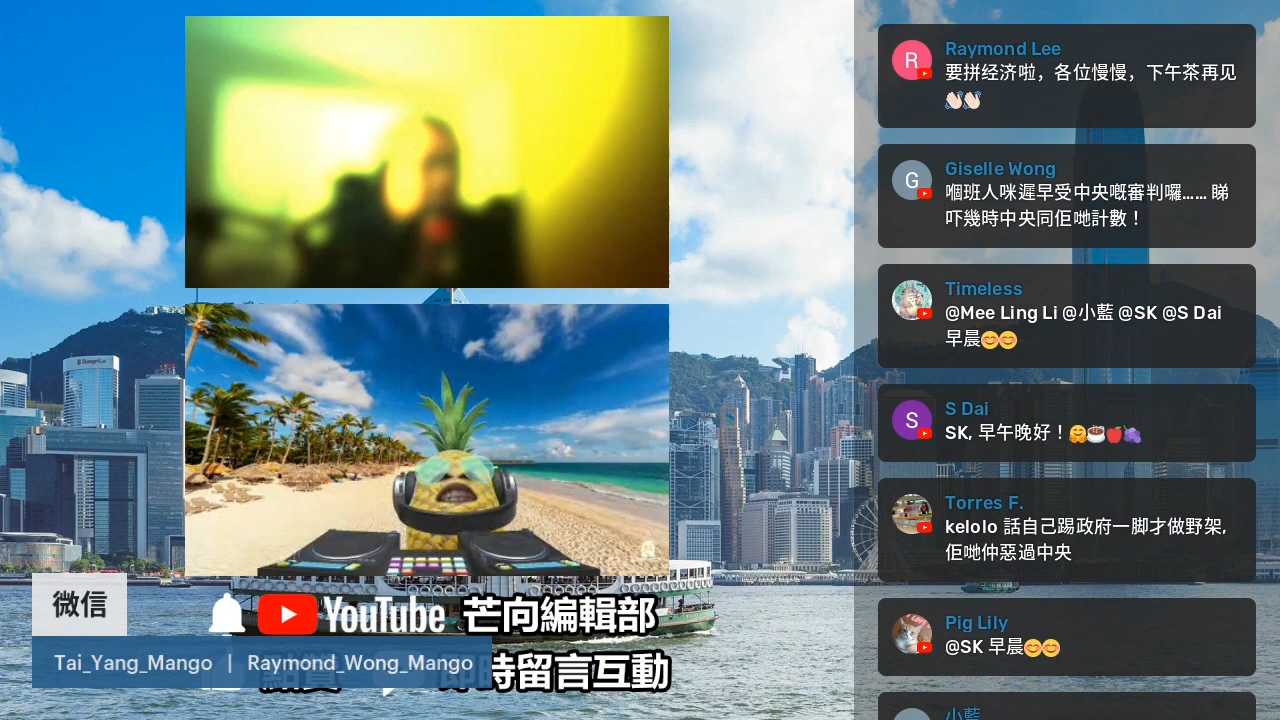 Raymond Lee
要拼经济啦，各位慢慢，下午茶再见
Giselle Wong
嗰班人咪遲早受中央嘅審判囉…… 睇
吓幾時中央同佢哋計數！
Timeless
@Mee Ling Li @小藍 @SK @S Dai
早晨
S Dai
SK, 早午晚好！
Torres F.
kelolo 話自己踢政府一脚才做野架,
佢哋仲惡過中央
Pig Lily
@SK 早晨
小藍
R
G
S
Shangri-La
微信
YouTube 芒向編輯部
Tai_Yang_Mango | Raymond_Wong_Mango
即時留言互動